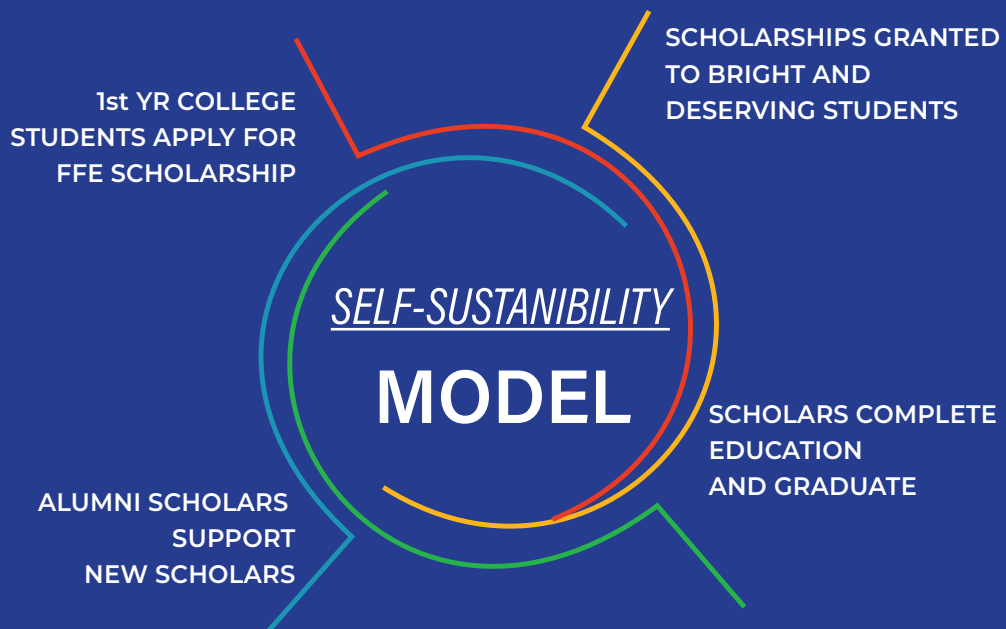 1st YR COLLEGE
STUDENTS APPLY FOR
FFE SCHOLARSHIP
SCHOLARSHIPS GRANTED
TO BRIGHT AND
DESERVING STUDENTS
SELF-SUSTANIBILITY
MODEL
SCHOLARS COMPLETE
EDUCATION
AND GRADUATE
ALUMNI SCHOLARS
SUPPORT
NEW SCHOLARS